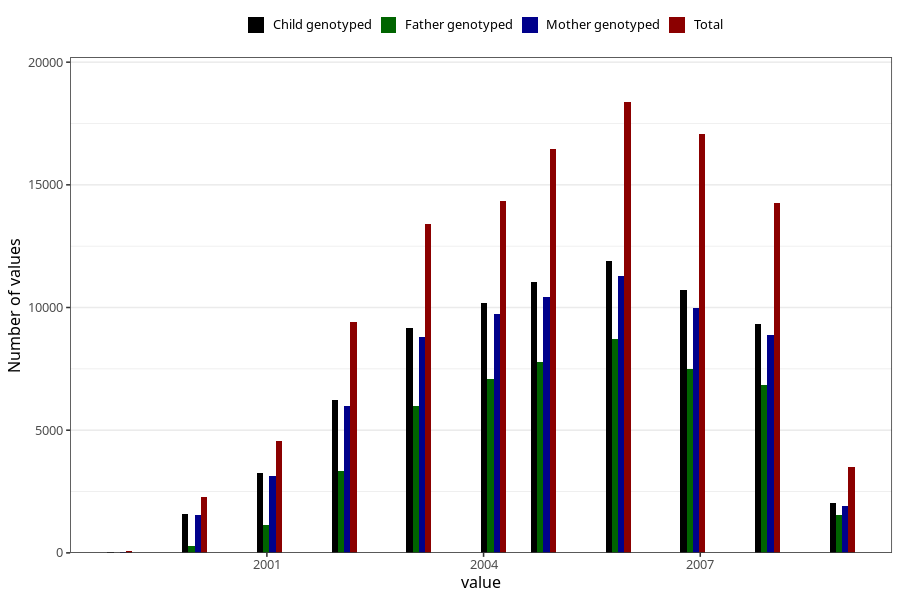 Child genotyped Father genotyped Mother genotyped Total
20000
15000
10000
5000
0
Number of values
2001 2004 2007
value